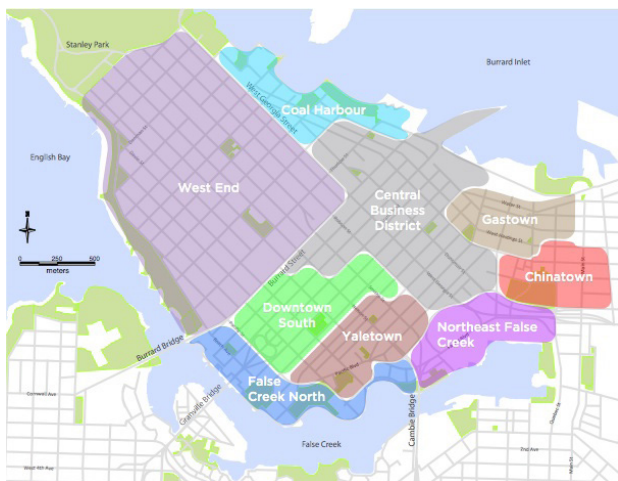 Stanley Park
Burrard Inlet
West Georgia Street
Coal Harbour
English Bay
West End
Central
Business
District
Gastown
Chinatown
N
0 250 500
meters
Burrard Street
Downtown
South
Yaletown
Northeast False
Creek
Burrard Bridge
False
Creek North
Granville Bridge
Cambie Bridge
False Creek
2nd Ave